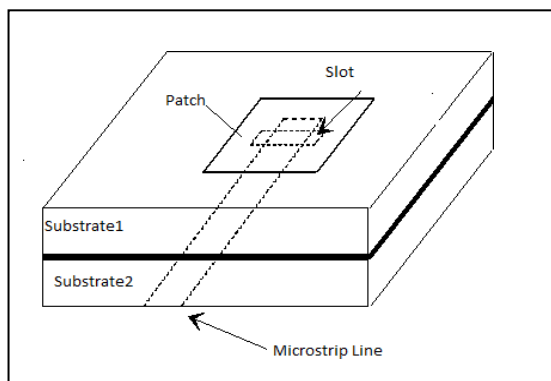 Slot
Patch
Substrate1
Substrate2
Microstrip Line